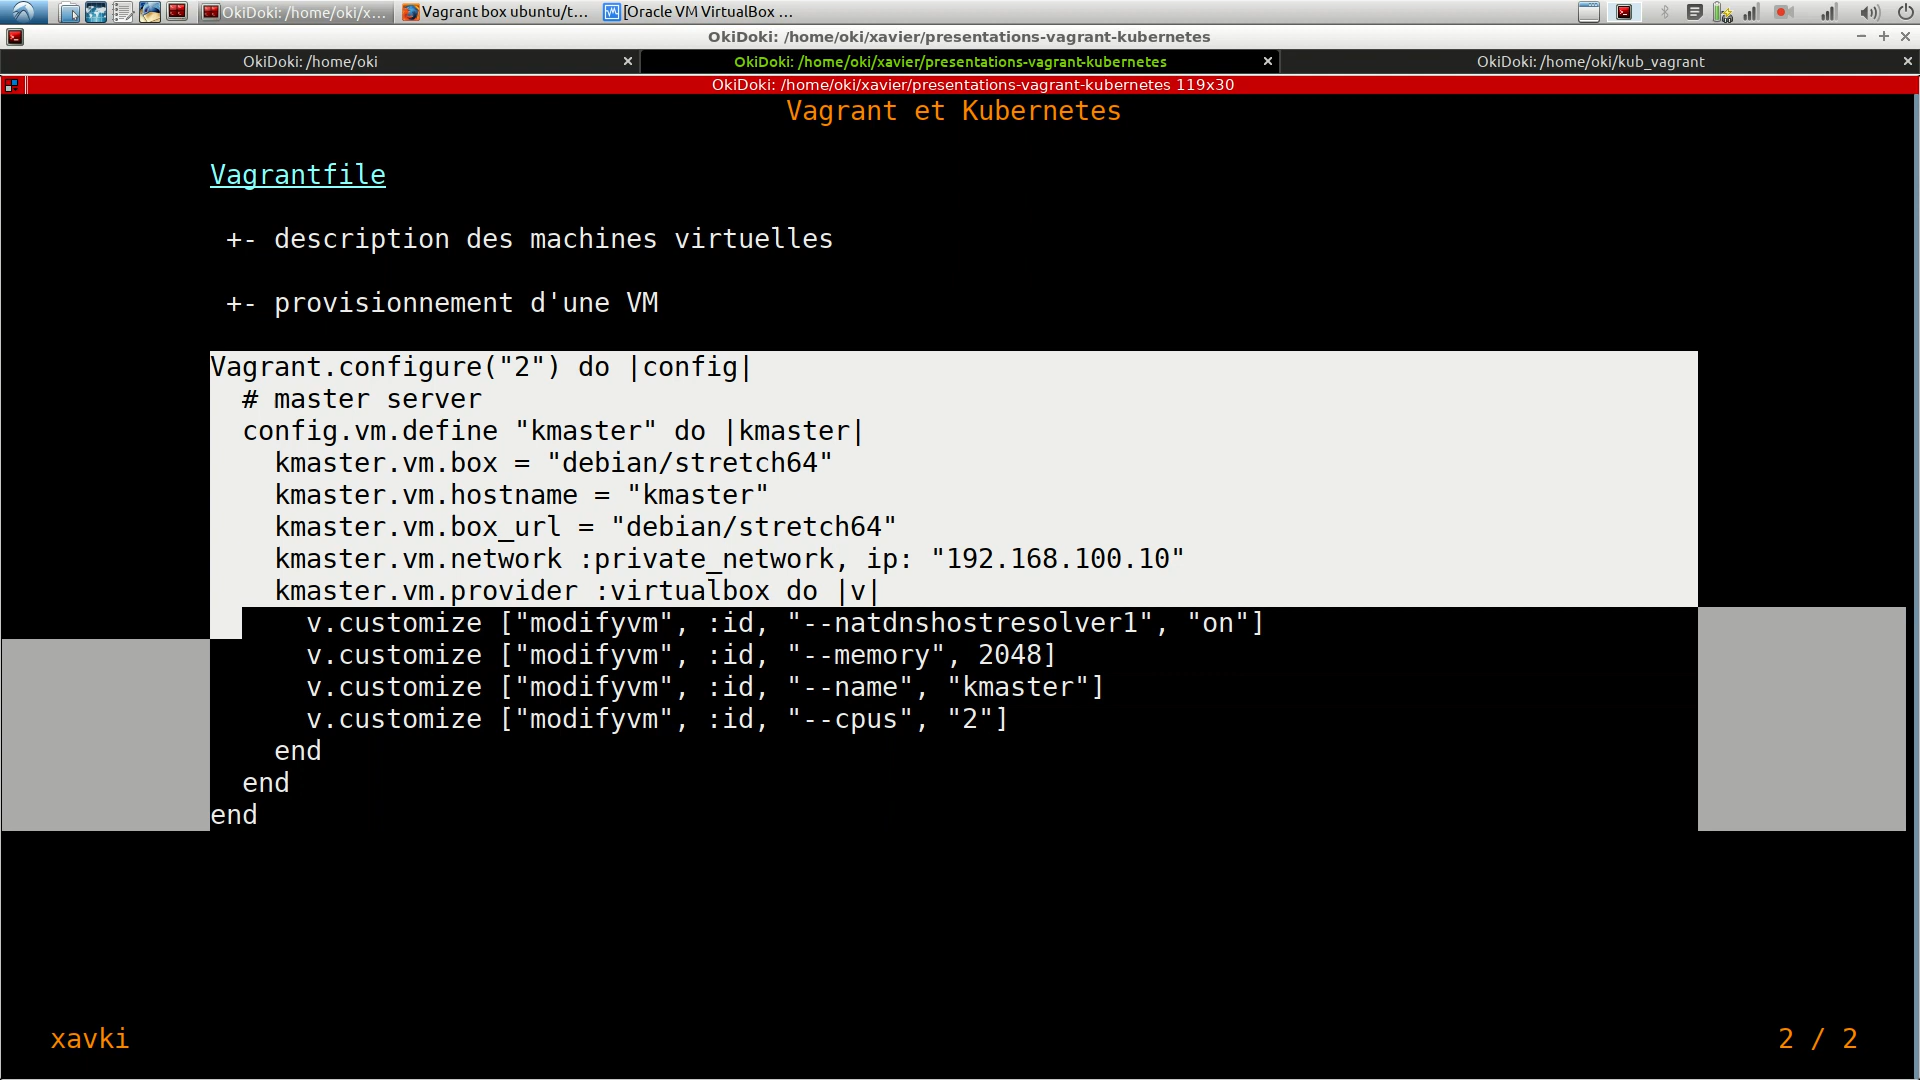 OkiDoki: /home/oki/x...
Vagrant box ubuntu/t...
[Oracle VM VirtualBox ...
OkiDoki: /home/oki/xavier/presentations-vagrant-kubernetes
OkiDoki: /home/oki
OkiDoki: /home/oki/xavier/presentations-vagrant-kubernetes
OkiDoki: /home/oki/kub_vagrant
OkiDoki: /home/oki/xavier/presentations-vagrant-kubernetes 119x30
Vagrant et Kubernetes
Vagrantfile
+- description des machines virtuelles
+- provisionnement d'une VM
Vagrant.configure("2") do |config|
# master server
config.vm.define "kmaster" do |kmaster|
kmaster.vm.box = "debian/stretch64"
kmaster.vm.hostname = "kmaster"
kmaster.vm.box_url = "debian/stretch64"
kmaster.vm.network :private_network, ip: "192.168.100.10"
kmaster.vm.provider :virtualbox do |v|
v.customize ["modifyvm", :id, "--natdnshostresolver1", "on"]
v.customize ["modifyvm", :id, "--memory", 2048]
v.customize ["modifyvm", :id, "--name", "kmaster"]
v.customize ["modifyvm", :id, "--cpus", "2"]
end
end
end
xavki
2 / 2